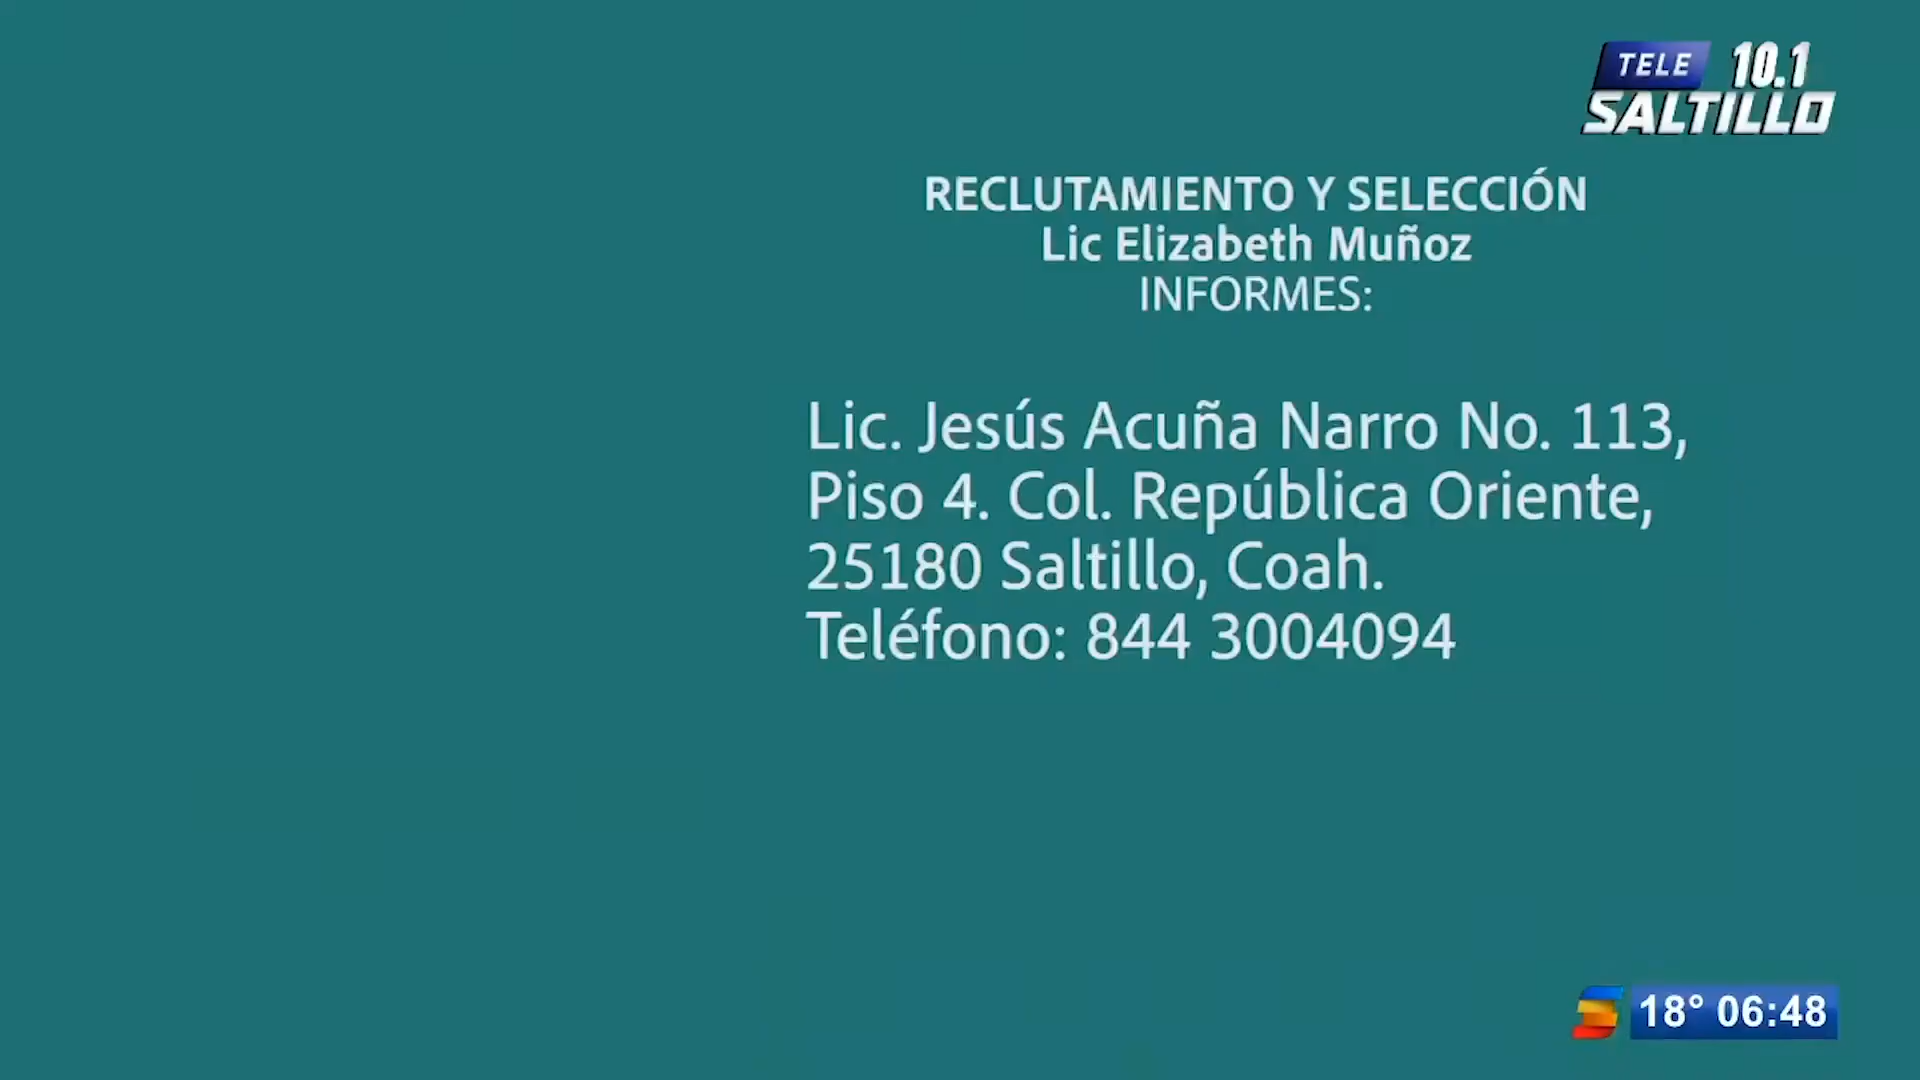 TELE 10.1
SALTILLO
RECLUTAMIENTO Y SELECCIÓN
Lic Elizabeth Muñoz
INFORMES:
Lic. Jesús Acuña Narro No. 113,
Piso 4. Col. República Oriente,
25180 Saltillo, Coah.
Teléfono: 844 3004094
18° 06:48